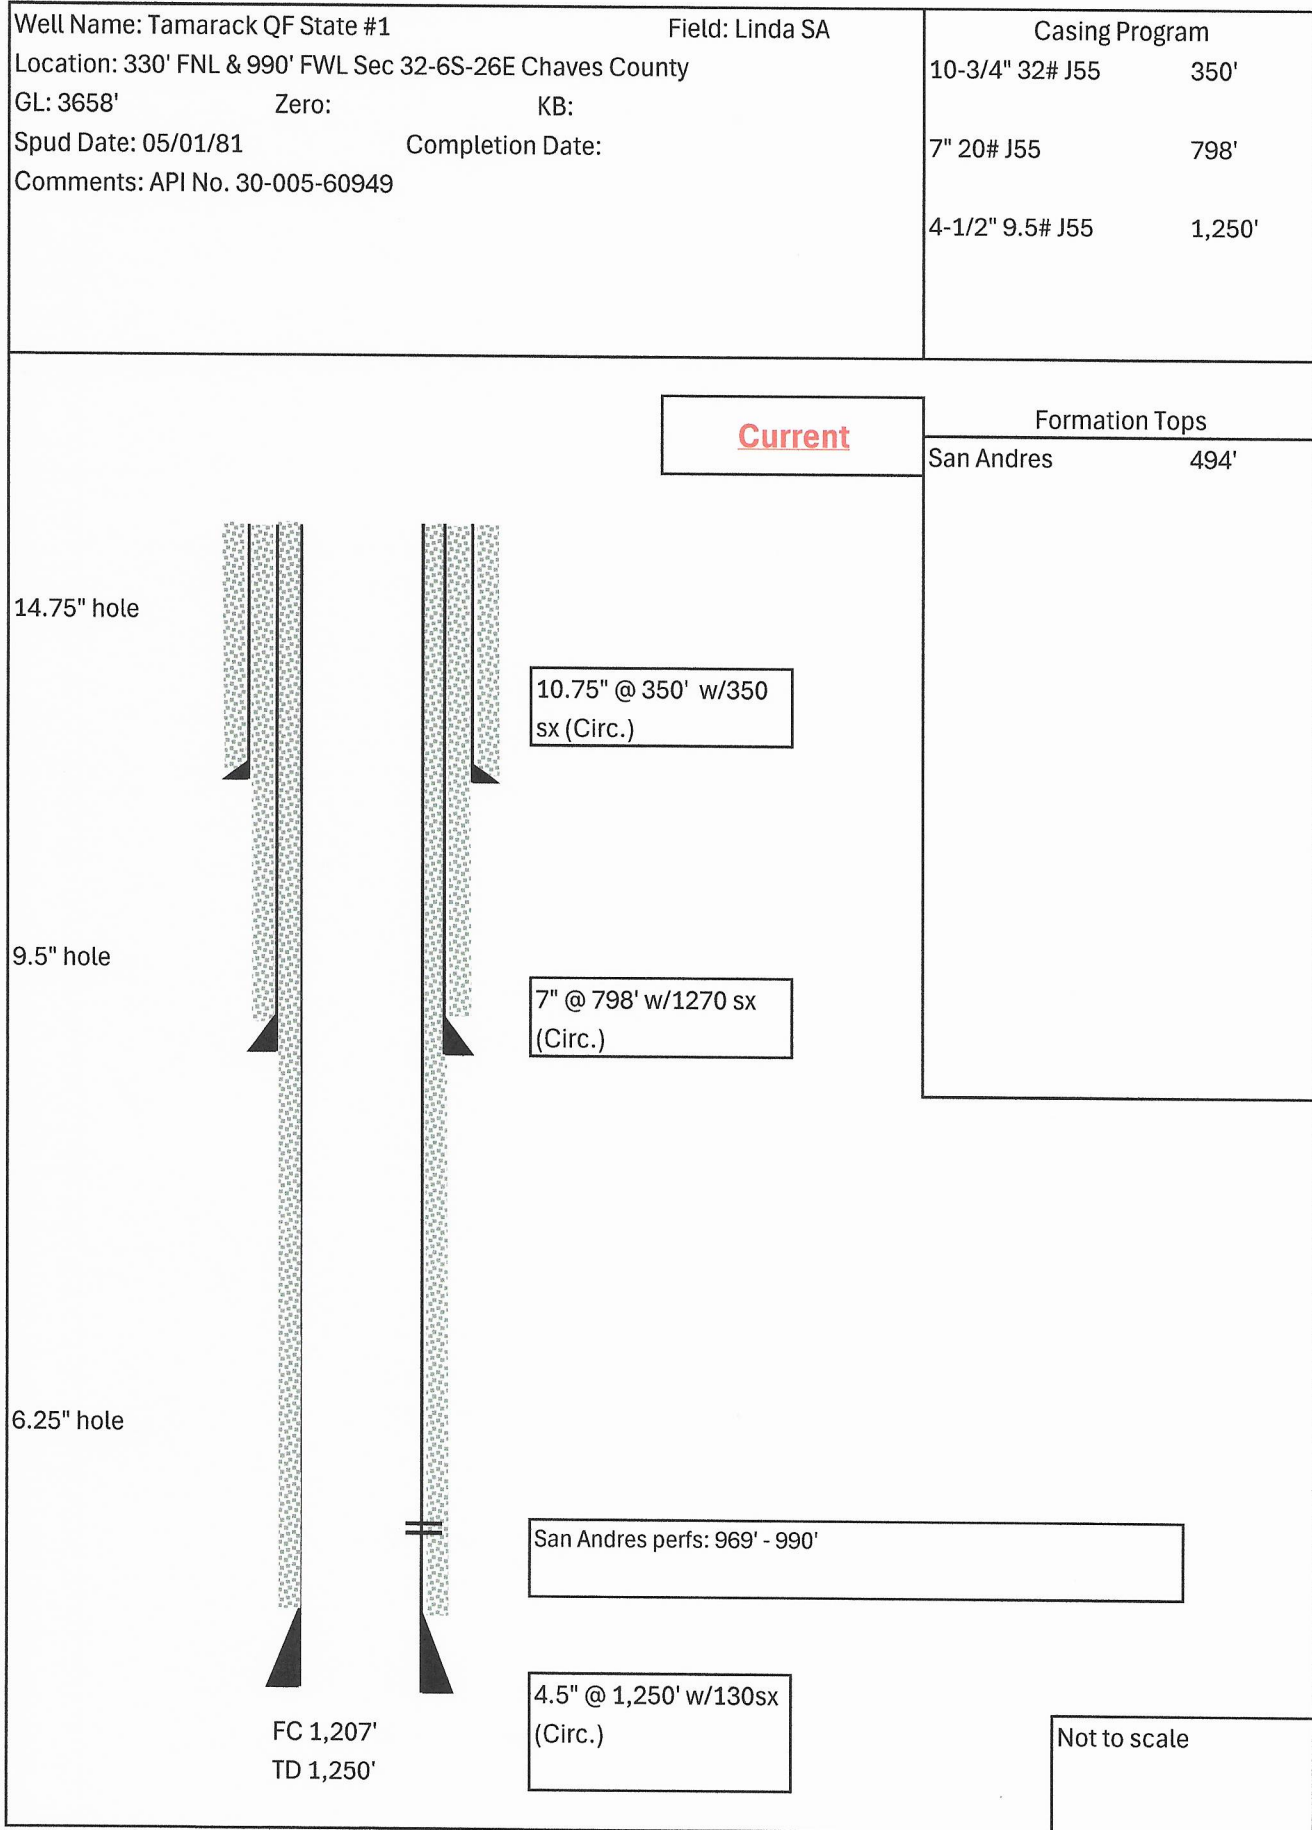 Well Name: Tamarack QF State #1 Field: Linda SA
Location: 330' FNL & 990' FWL Sec 32-6S-26E Chaves County
GL: 3658' Zero: KB:
Spud Date: 05/01/81 Completion Date:
Comments: API No. 30-005-60949
Casing Program
10-3/4" 32# J55 350'
7" 20# J55 798'
4-1/2" 9.5# J55 1,250'
Current
Formation Tops
San Andres 494'
14.75" hole
10.75" @ 350' w/350
sx (Circ.)
9.5" hole
7" @ 798' w/1270 sx
(Circ.)
6.25" hole
San Andres perfs: 969' - 990'
4.5" @ 1,250' w/130sx
(Circ.)
FC 1,207'
TD 1,250'
Not to scale